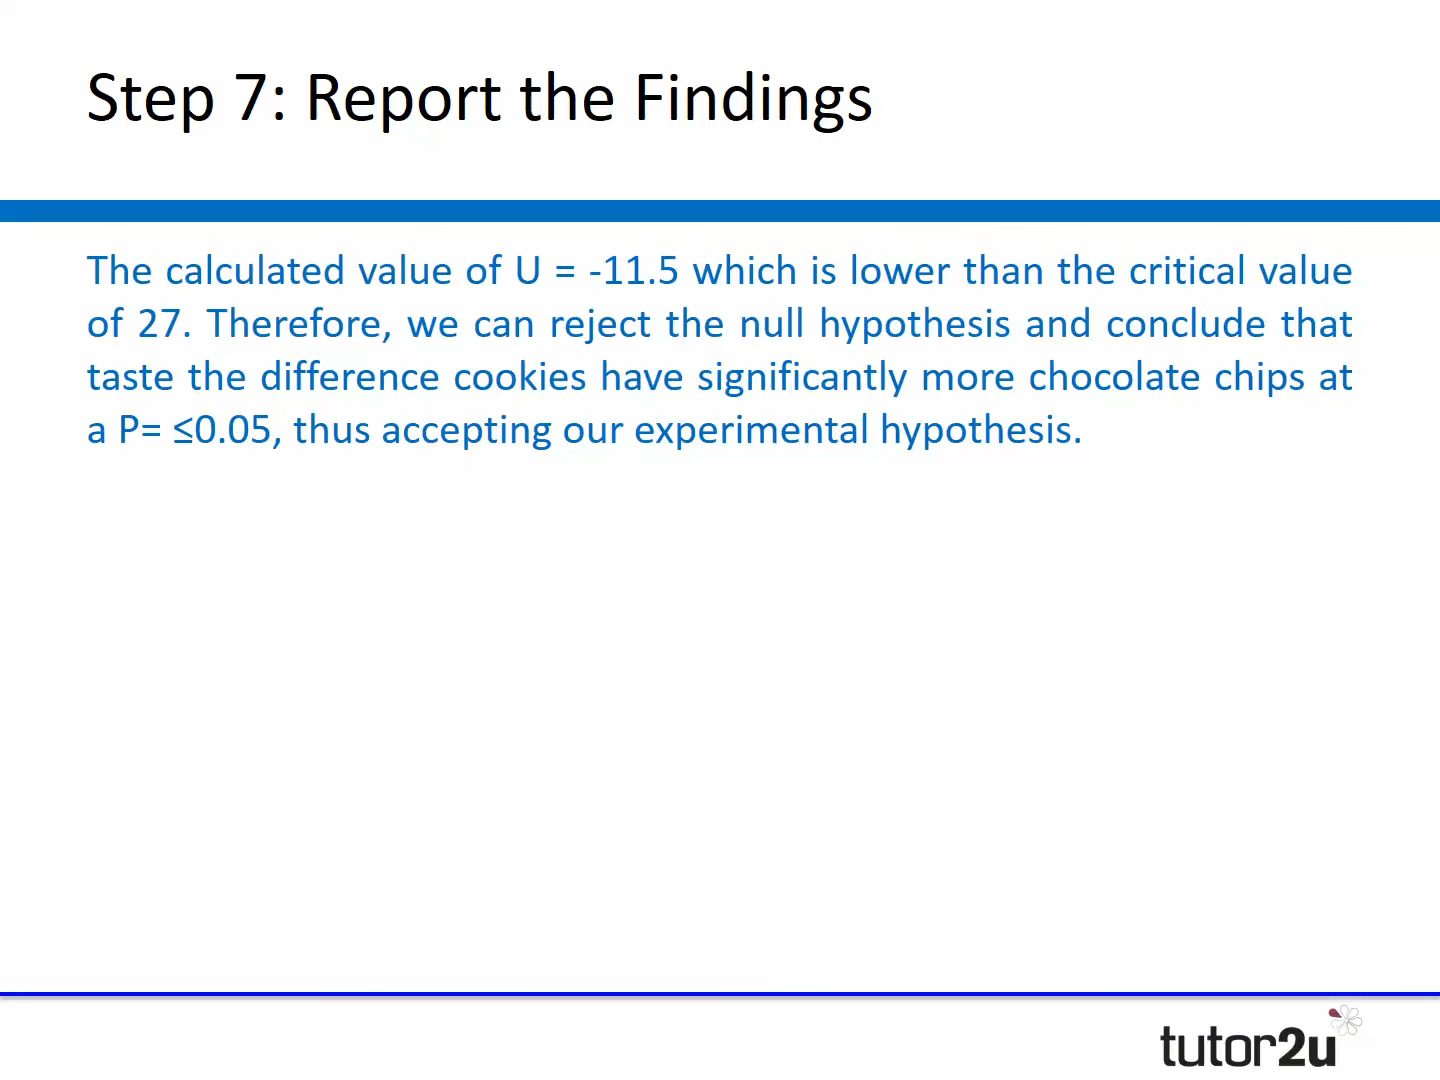 Step 7: Report the Findings
The calculated value of U = -11.5 which is lower than the critical value
of 27. Therefore, we can reject the null hypothesis and conclude that
taste the difference cookies have significantly more chocolate chips at
a P= ≤0.05, thus accepting our experimental hypothesis.
tutor2u